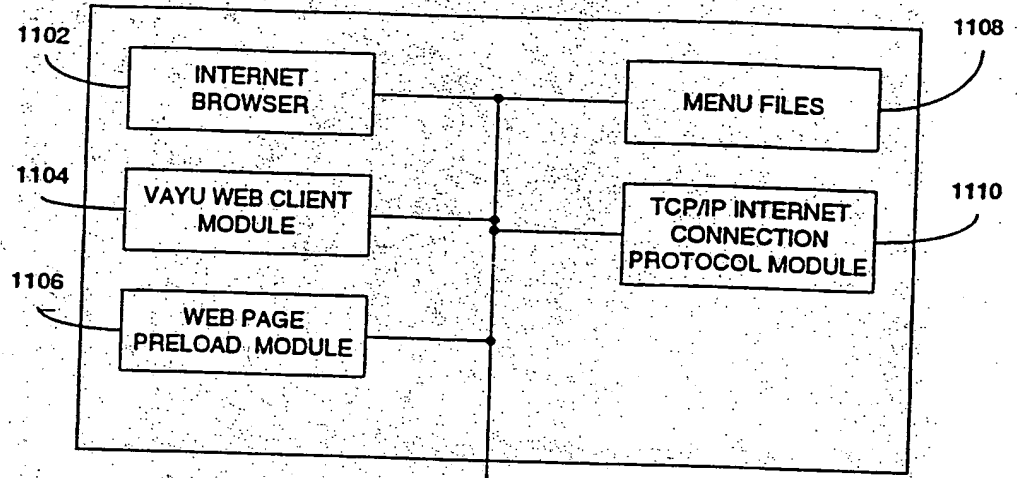 1102
INTERNET
BROWSER
1108
MENU FILES
1104
VAYU WEB CLIENT
MODULE
1110
TCP/IP INTERNET
CONNECTION
PROTOCOL MODULE
1106
WEB PAGE
PRELOAD MODULE